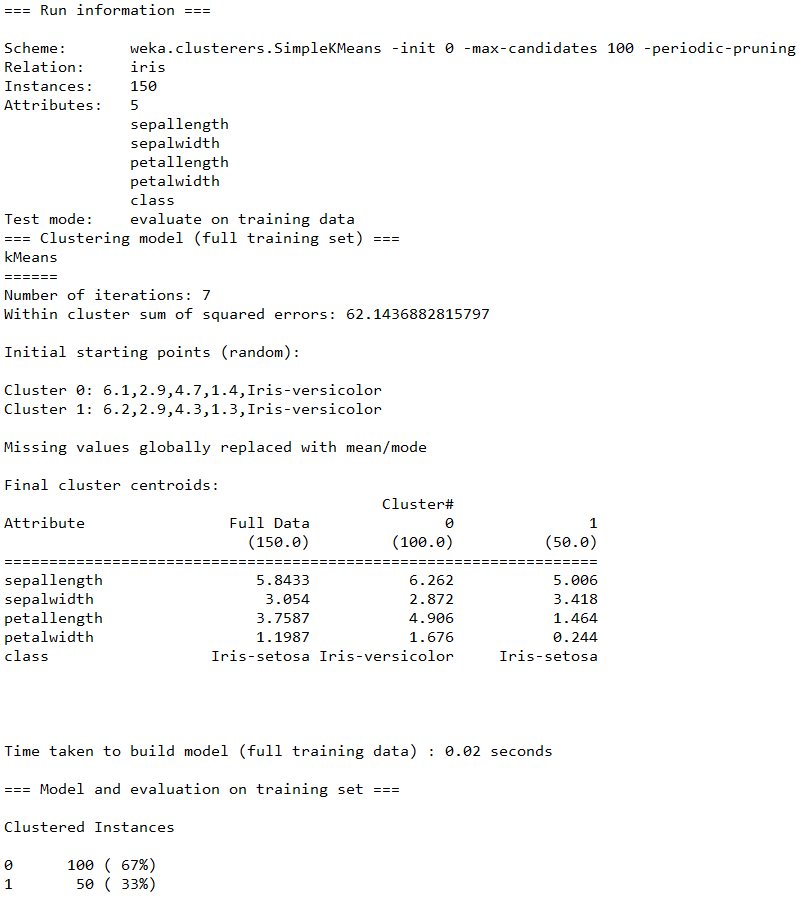 === Run information ===
Scheme: weka.clusterers.SimpleKMeans -init 0 -max-candidates 100 -periodic-pruning
Relation: iris
Instances: 150
Attributes: 5
sepallength
sepalwidth
petallength
petalwidth
class
Test mode: evaluate on training data
=== Clustering model (full training set) ===
kMeans
======
Number of iterations: 7
Within cluster sum of squared errors: 62.1436882815797
Initial starting points (random):
Cluster 0: 6.1,2.9,4.7,1.4,Iris-versicolor
Cluster 1: 6.2,2.9,4.3,1.3,Iris-versicolor
Missing values globally replaced with mean/mode
Final cluster centroids:
Cluster#
Attribute Full Data 0 1
(150.0) (100.0) (50.0)
==================================================================
sepallength 5.8433 6.262 5.006
sepalwidth 3.054 2.872 3.418
petallength 3.7587 4.906 1.464
petalwidth 1.1987 1.676 0.244
class Iris-setosa Iris-versicolor Iris-setosa
Time taken to build model (full training data) : 0.02 seconds
=== Model and evaluation on training set ===
Clustered Instances
0 100 ( 67%)
1 50 ( 33%)